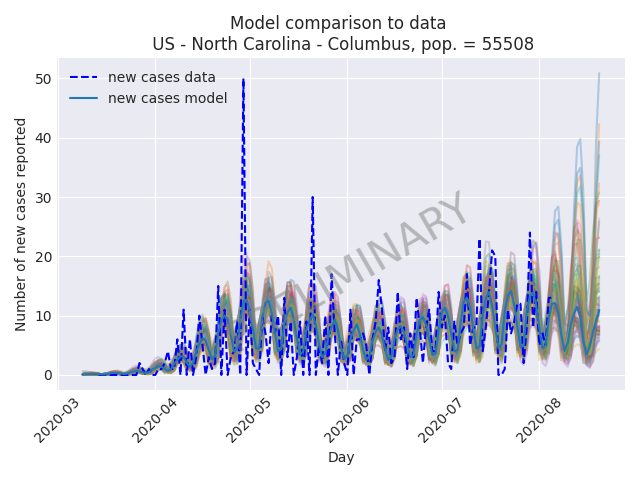 Model comparison to data
US - North Carolina - Columbus, pop. = 55508
new cases data
new cases model
Number of new cases reported
50
40
30
20
10
0
PRELIMINARY
2020-03
2020-04
2020-05
2020-06
2020-07
2020-08
Day